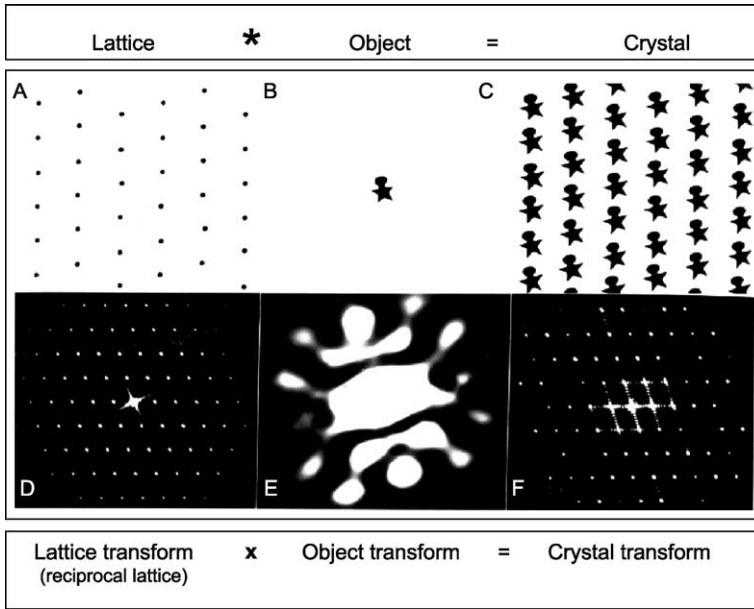 Lattice * Object = Crystal
A B C
D E F
Lattice transform x Object transform = Crystal transform
(reciprocal lattice)